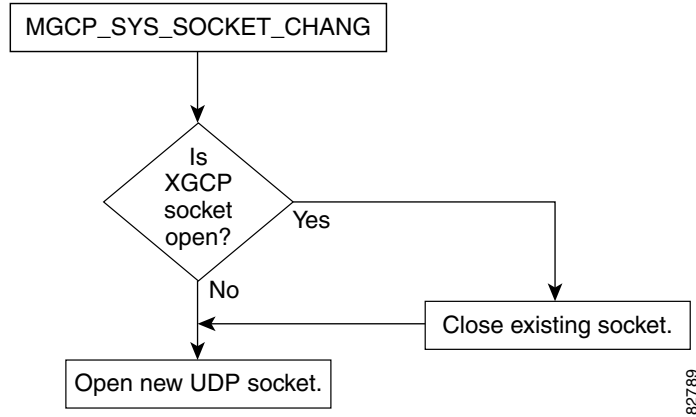 MGCP_SYS_SOCKET_CHANG
Is
XGCP
socket
open?
Yes
No
Close existing socket.
Open new UDP socket.
82789